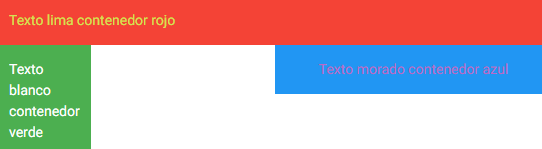 Texto lima contenedor rojo
Texto
blanco
contenedor
verde
Texto morado contenedor azul